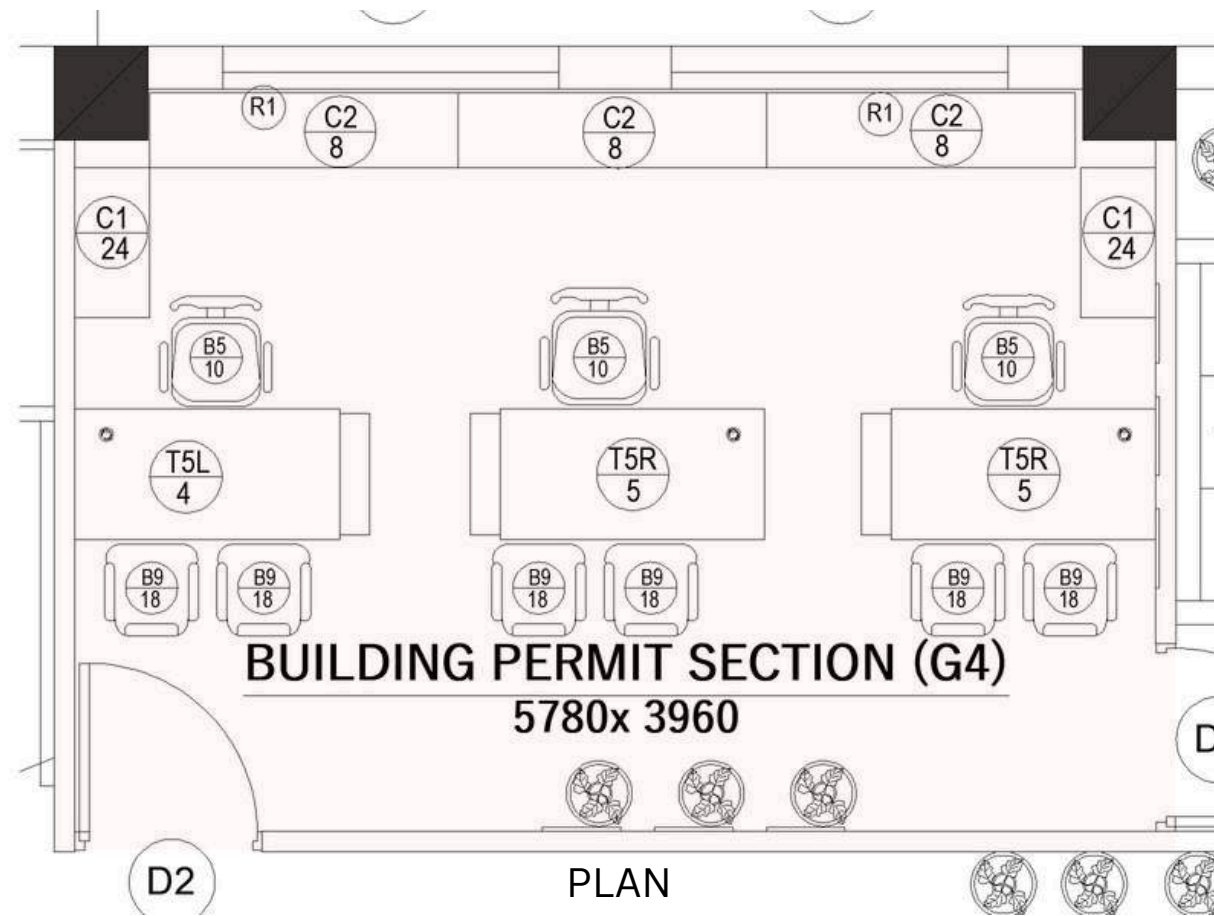 R1
C2
8
C2
8
R1
C2
8
C1
24
C1
24
B5
10
B5
10
B5
10
T5L
4
T5R
5
T5R
5
B9
18
B9
18
B9
18
B9
18
B9
18
B9
18
BUILDING PERMIT SECTION (G4)
5780x 3960
D
D2
PLAN